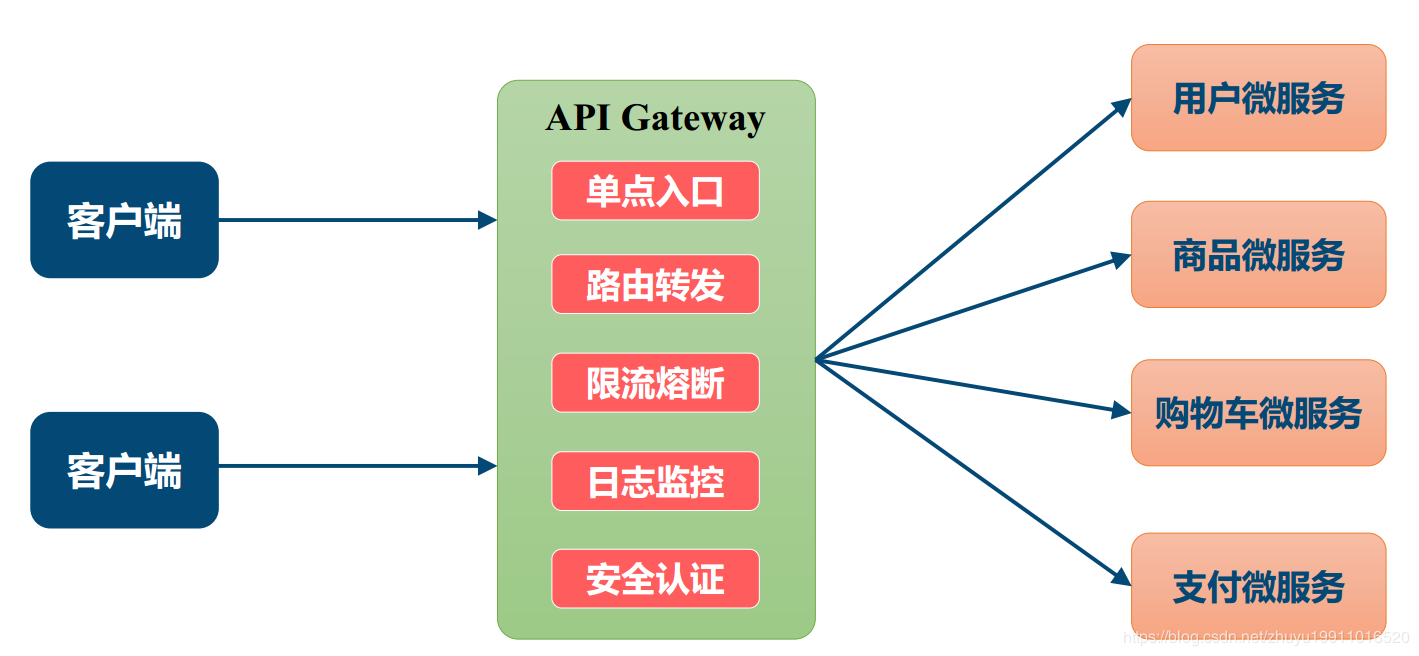 客户端
客户端
API Gateway
单点入口
路由转发
限流熔断
日志监控
安全认证
用户微服务
商品微服务
购物车微服务
支付微服务
https://blog.csdn.net/zhuyu19911016520